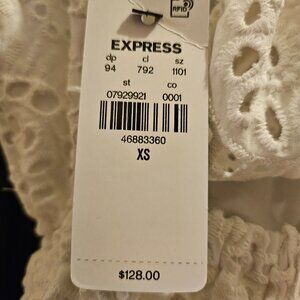 RFID
EXPRESS
dp cl sz
94 792 1101
st co
07929921 0001
46883360
XS
$128.00